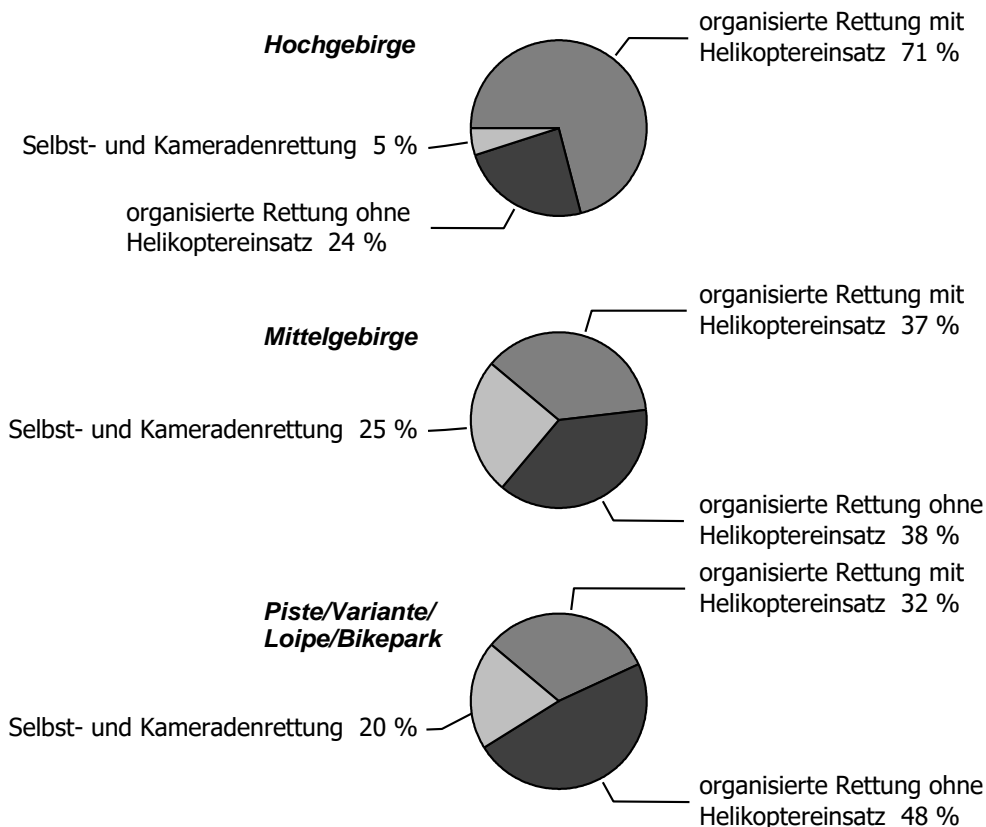 Hochgebirge
organisierte Rettung mit
Helikoptereinsatz 71 %
Selbst- und Kameradenrettung 5 %
organisierte Rettung ohne
Helikoptereinsatz 24 %
Mittelgebirge
organisierte Rettung mit
Helikoptereinsatz 37 %
Selbst- und Kameradenrettung 25 %
organisierte Rettung ohne
Helikoptereinsatz 38 %
Piste/Variante/
Loipe/Bikepark
organisierte Rettung mit
Helikoptereinsatz 32 %
Selbst- und Kameradenrettung 20 %
organisierte Rettung ohne
Helikoptereinsatz 48 %